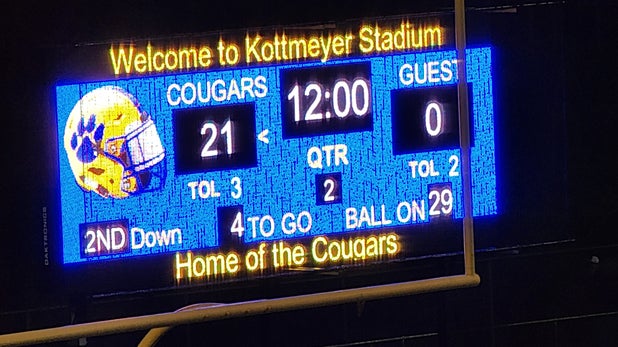 Welcome to Kottmeyer Stadium
COUGARS 12:00 GUEST
21 < 0
QTR
TOL 3 2 TOL 2
2ND Down 4 TO GO BALL ON 29
Home of the Cougars
DAKTRONICS